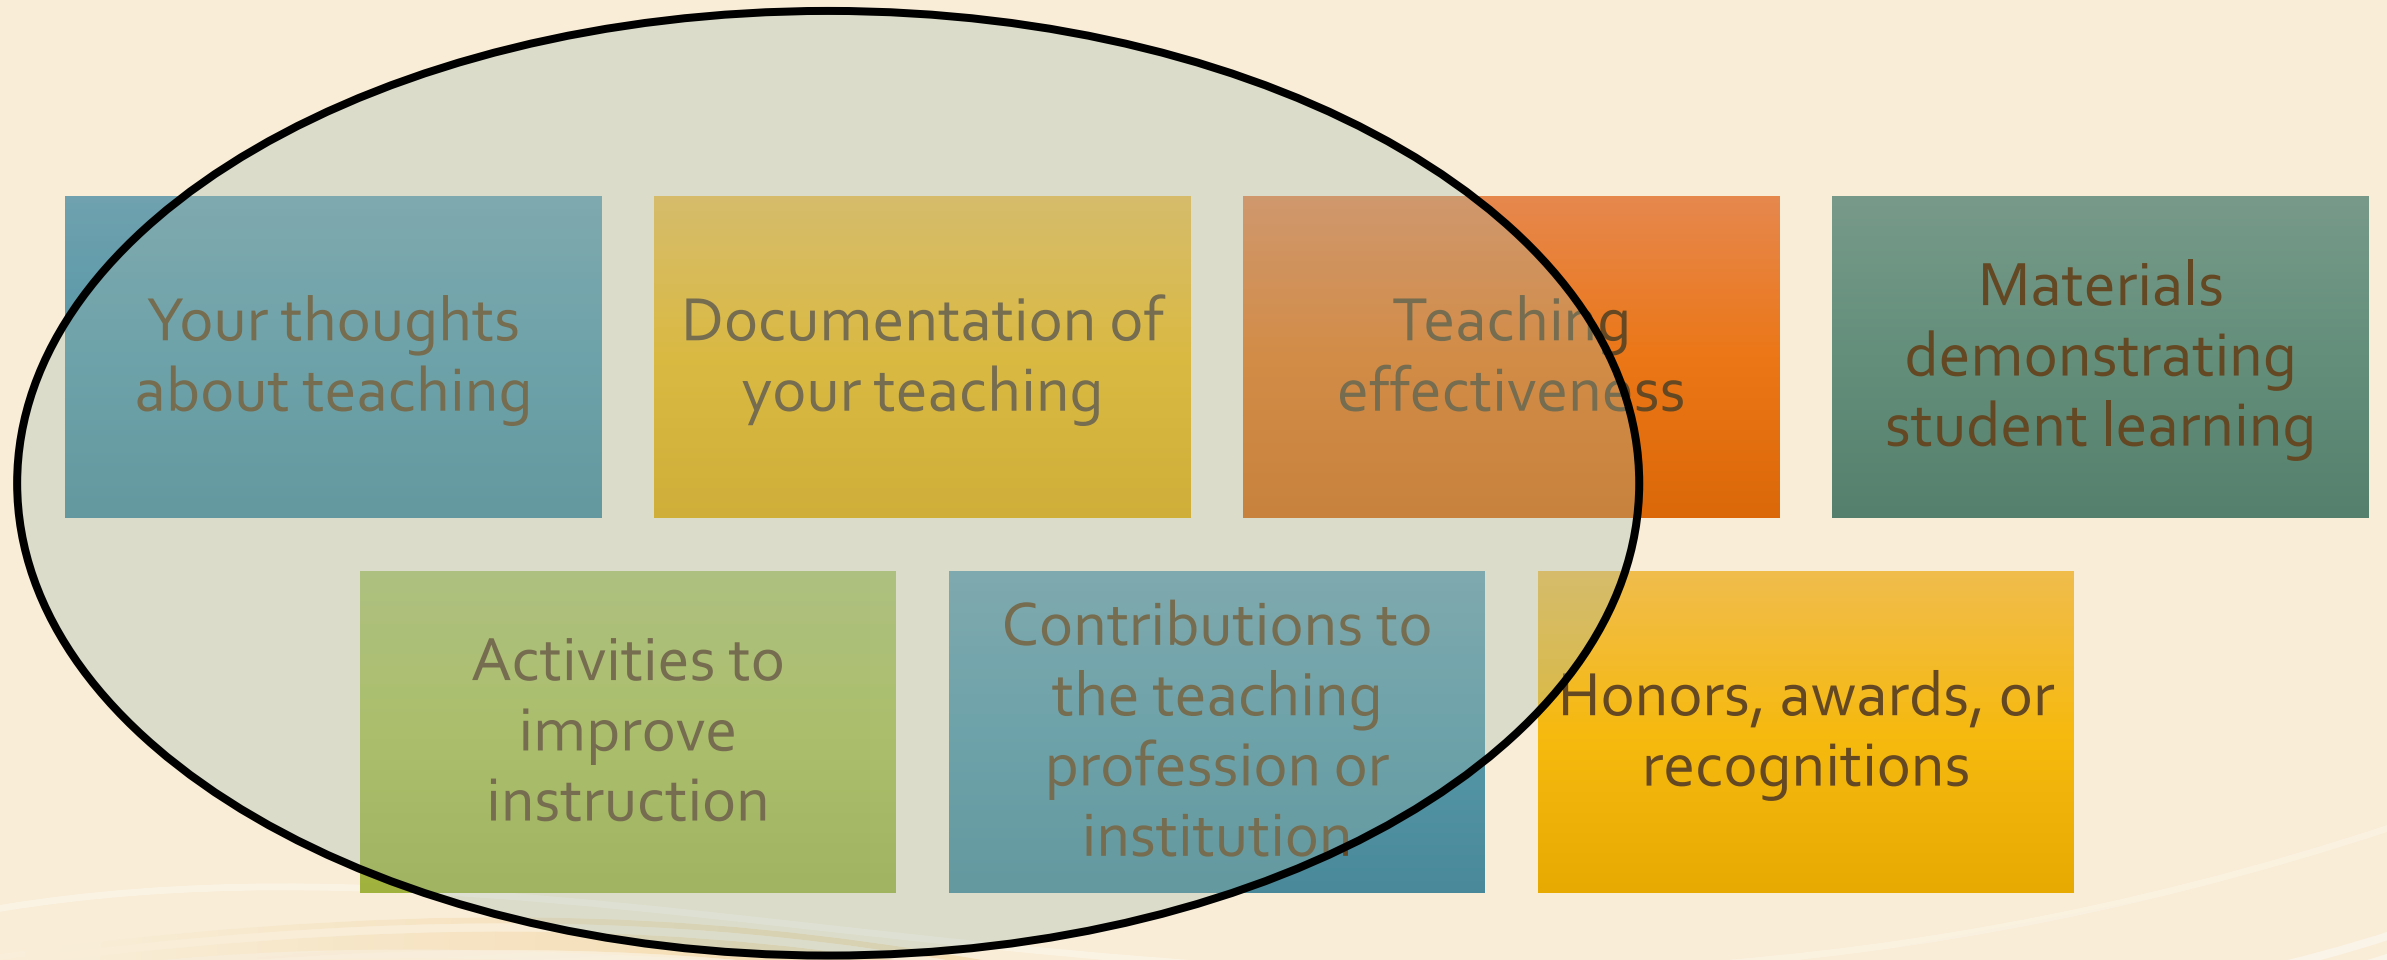 Your thoughts
about teaching
Documentation of
your teaching
Teaching
effectiveness
Materials
demonstrating
student learning
Activities to
improve
instruction
Contributions to
the teaching
profession or
institution
Honors, awards, or
recognitions